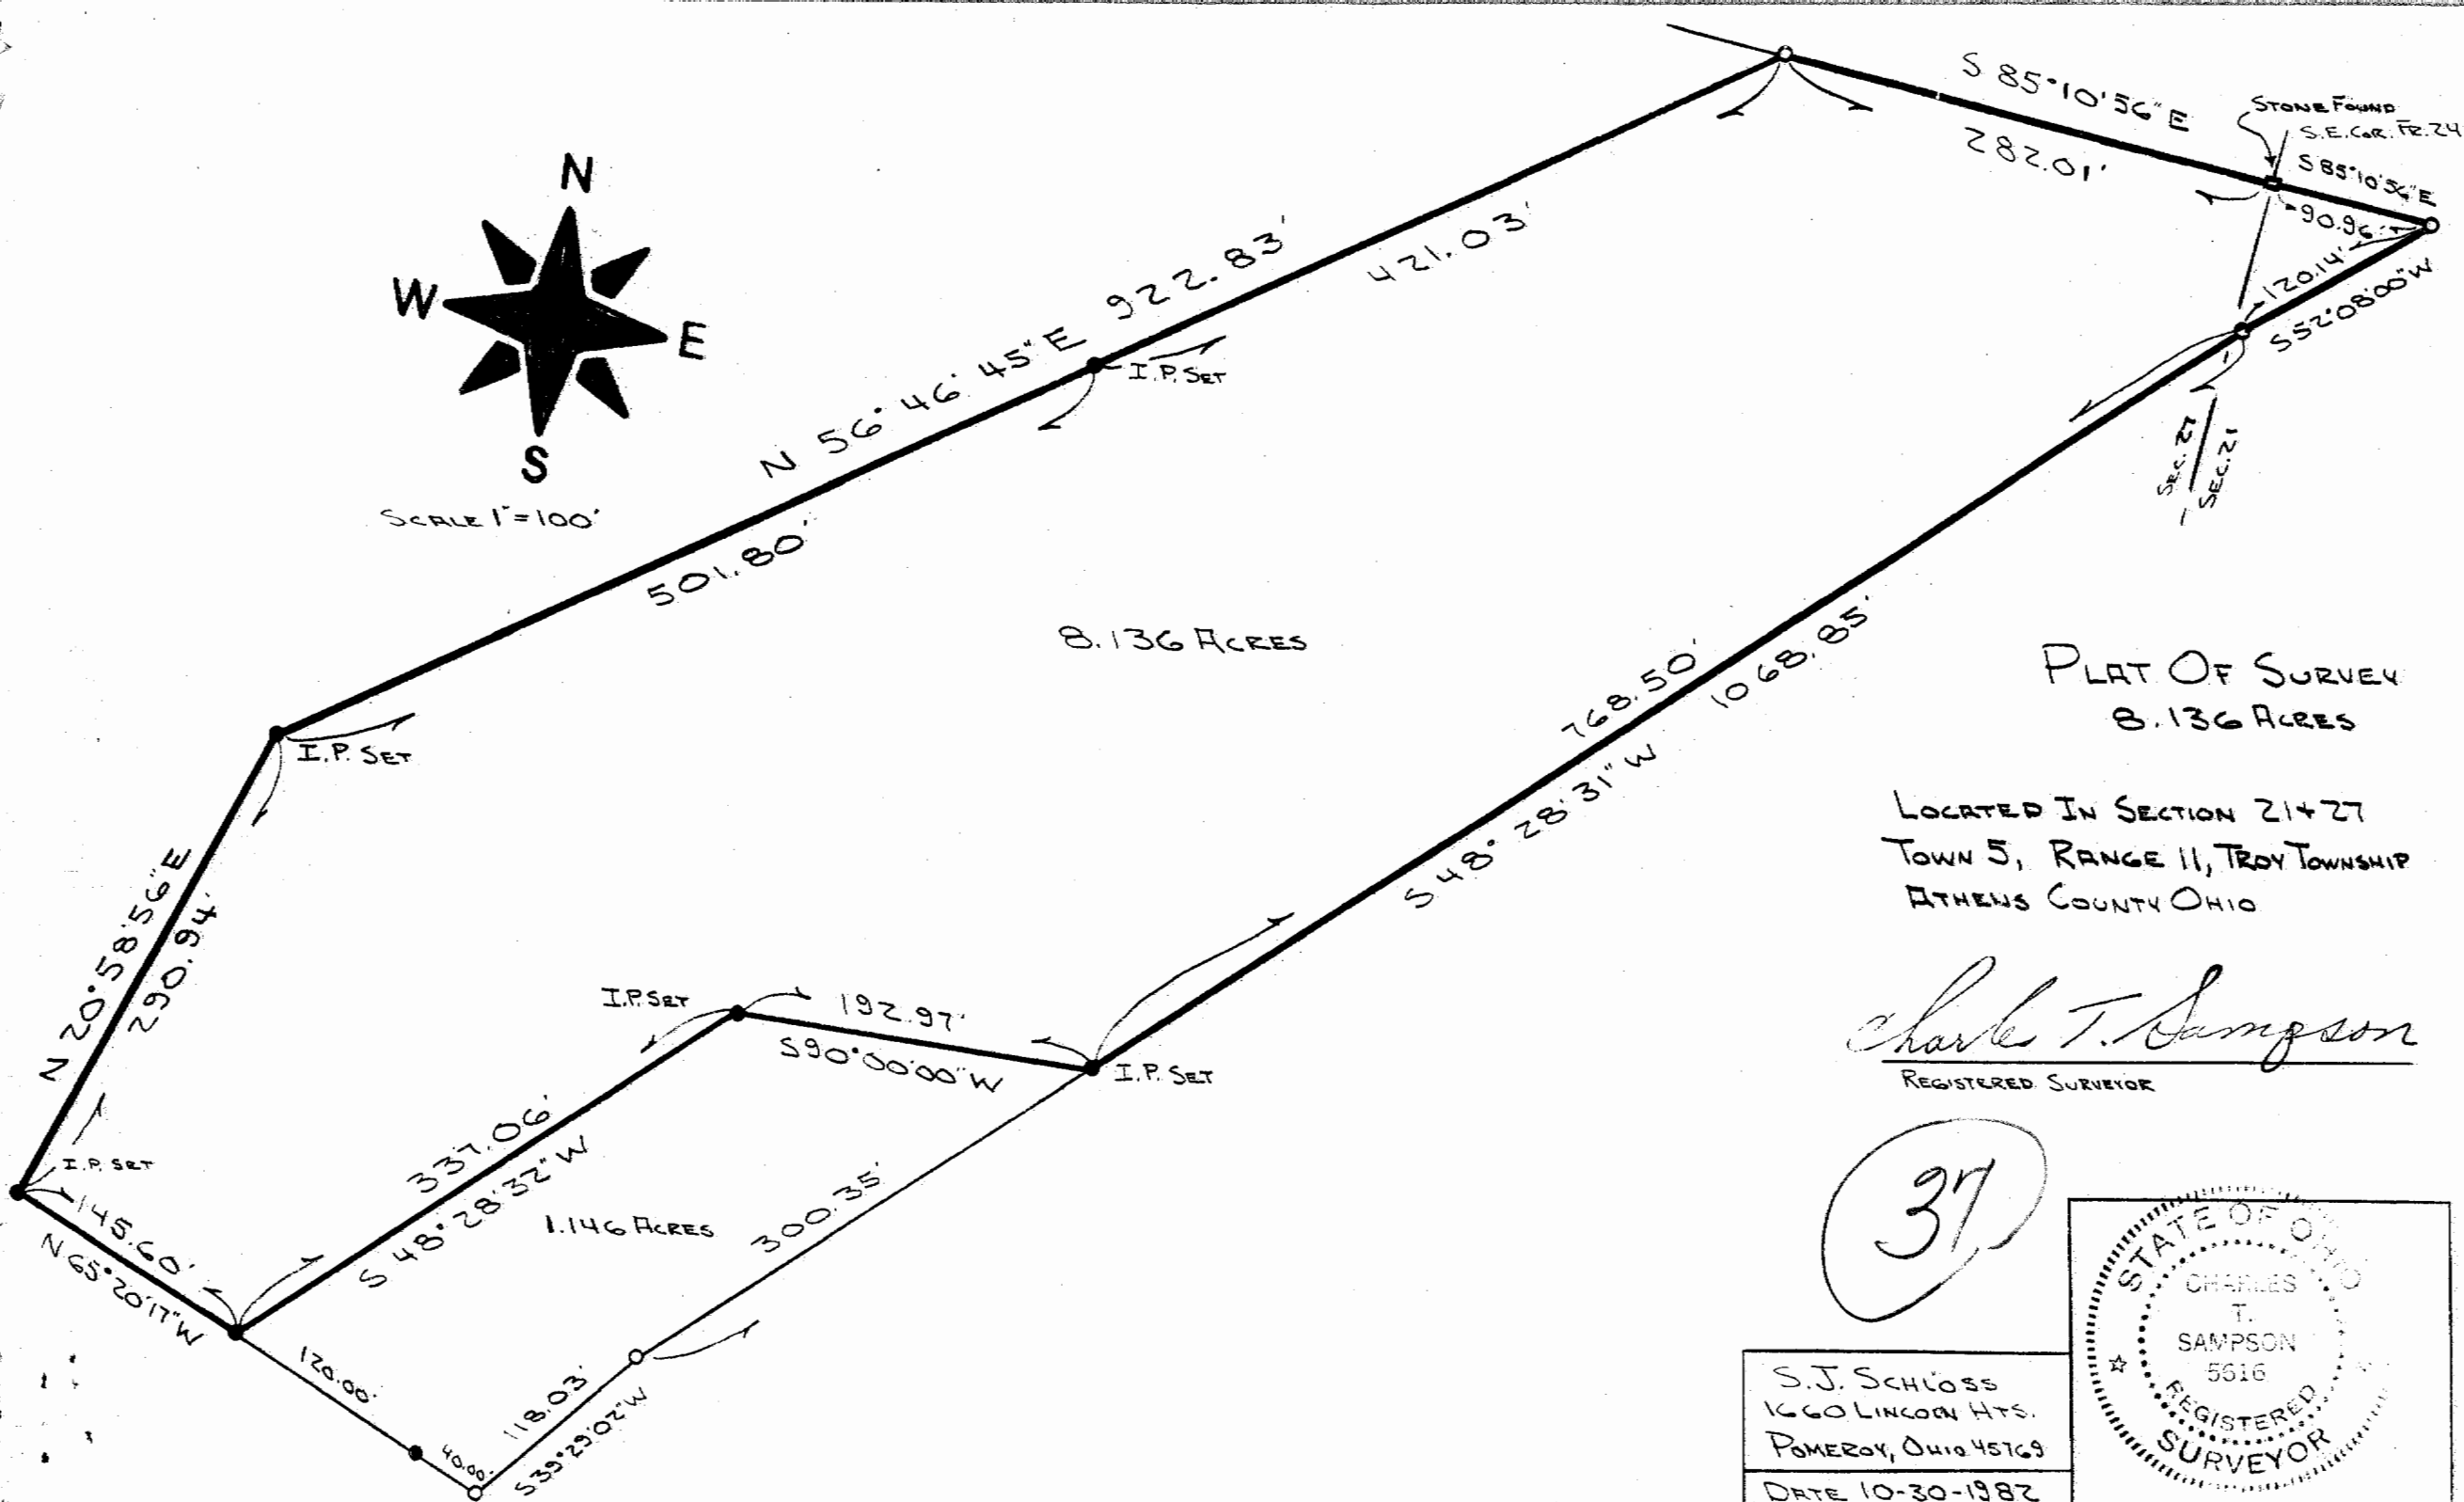 S 85°10'56" E
282.01'
STONE FOUND
S.E. COR. FR. 24
S 85°10'56" E
90.96'
120.14'
S 52°08'00" W
N
W
E
S
SCALE 1"=100'
N 56° 46' 45" E 922.83'
421.03'
I.P. SET
501.80'
SEC. 27
SEC. 21
8.136 ACRES
768.50'
1068.85'
S 48° 28' 31" W
I.P. SET
PLAT OF SURVEY
8.136 ACRES
LOCATED IN SECTION 21+27
TOWN 5, RANGE 11, TROY TOWNSHIP
ATHENS COUNTY OHIO
N 20°58'56" E
290.94'
I.P. SET
192.97'
S 90°00'00" W
I.P. SET
Charles T. Sampson
REGISTERED SURVEYOR
337.06'
S 48° 28' 32" W
I.P. SET
145.60'
N 65°20'17" W
1.146 ACRES
300.35'
37
120.00'
40.00'
118.03'
S 39°29'02" W
S.J. SCHLOSS
1660 LINCOLN HTS.
POMEROY, OHIO 45769
DATE 10-30-1982
STATE OF OHIO
CHARLES
T.
SAMPSON
5616
REGISTERED
SURVEYOR